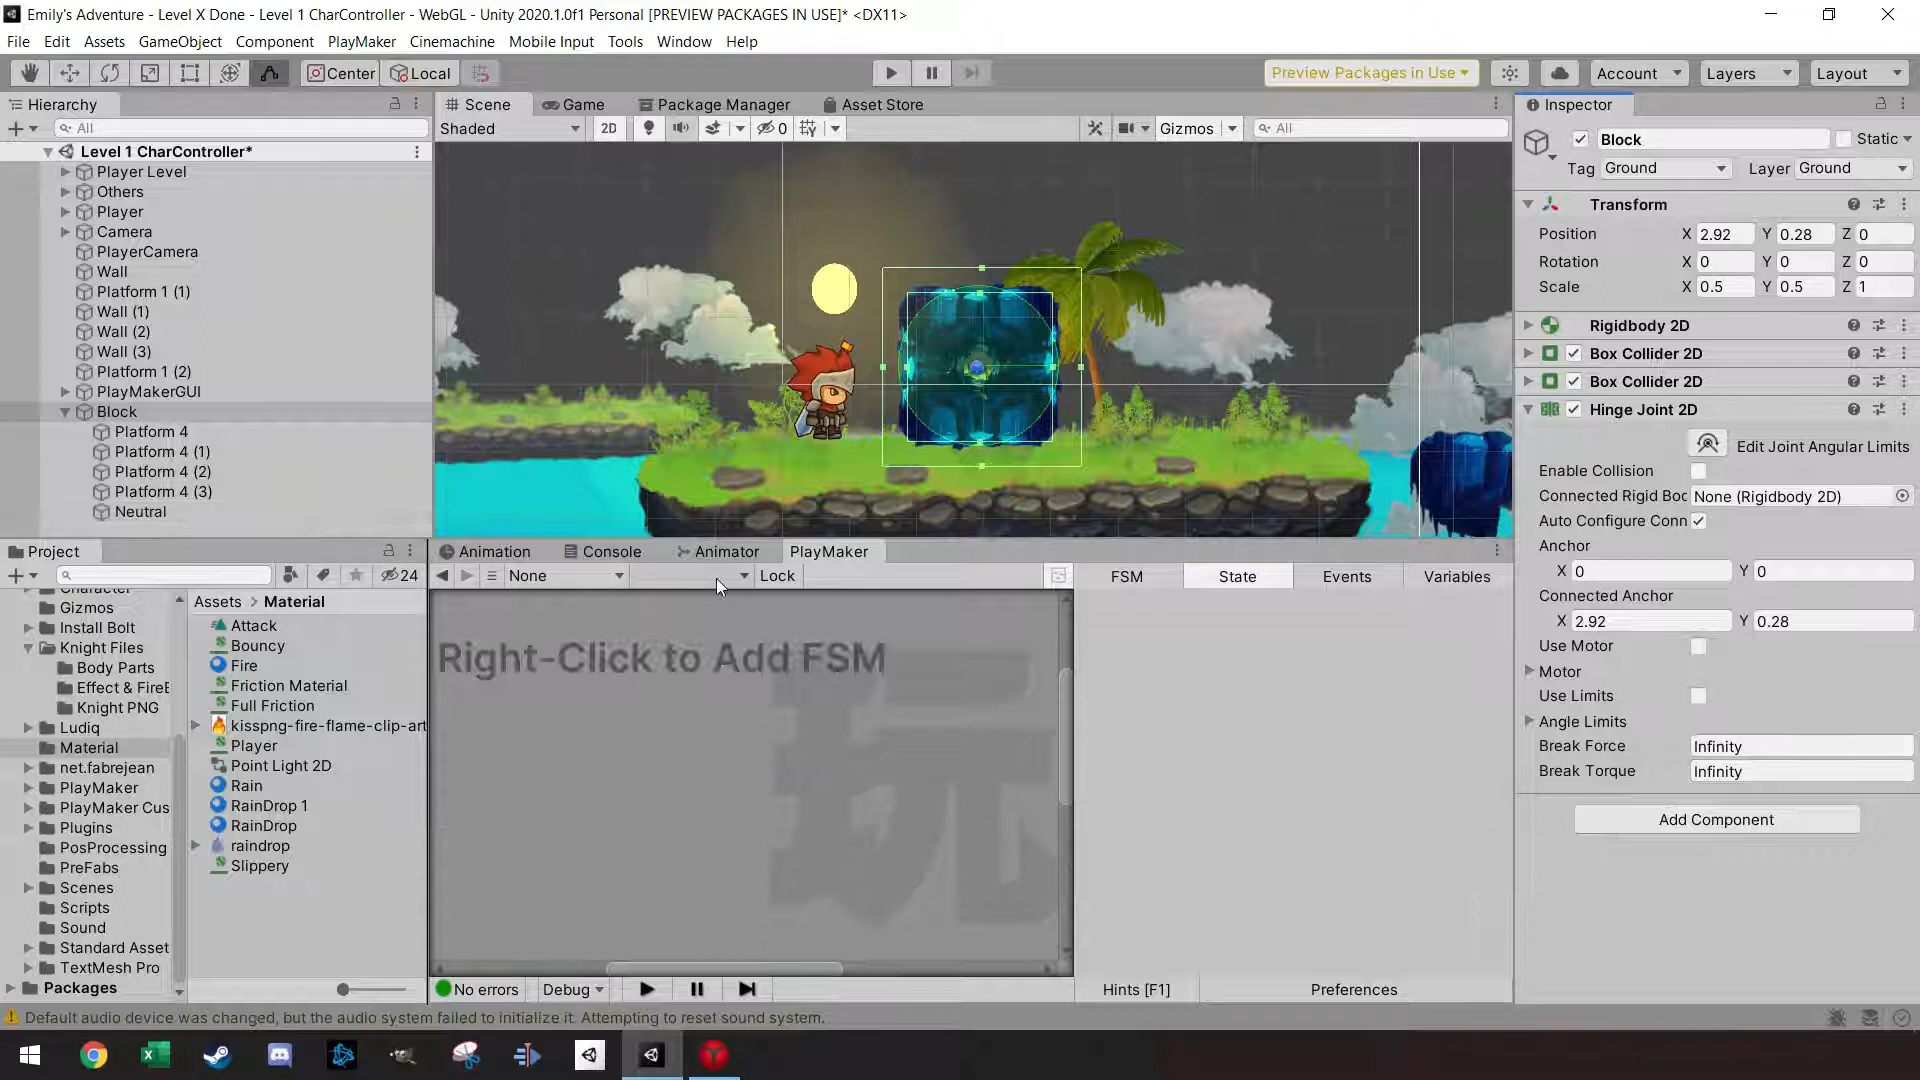 Emily's Adventure - Level X Done - Level 1 CharController - WebGL - Unity 2020.1.0f1 Personal [PREVIEW PACKAGES IN USE]* <DX11>
File Edit Assets GameObject Component PlayMaker Cinemachine Mobile Input Tools Window Help
Center Local Preview Packages in Use Account Layers Layout
Hierarchy
All
Level 1 CharController*
Player Level
Others
Player
Camera
PlayerCamera
Wall
Platform 1 (1)
Wall (1)
Wall (2)
Wall (3)
Platform 1 (2)
PlayMakerGUI
Block
Platform 4
Platform 4 (1)
Platform 4 (2)
Platform 4 (3)
Neutral
Scene Game Package Manager Asset Store
Shaded 2D 0 Gizmos All
Project
24
Character
Gizmos
Install Bolt
Knight Files
Body Parts
Effect & FireE
Knight PNG
Ludiq
Material
net.fabrejean
PlayMaker
PlayMaker Cus
Plugins
PosProcessing
PreFabs
Scenes
Scripts
Sound
Standard Asset
TextMesh Pro
Packages
Assets > Material
Attack
Bouncy
Fire
Friction Material
Full Friction
kisspng-fire-flame-clip-art
Player
Point Light 2D
Rain
RainDrop 1
RainDrop
raindrop
Slippery
Animation Console Animator PlayMaker
None Lock
FSM State Events Variables
Right-Click to Add FSM
玩
No errors Debug
Hints [F1] Preferences
Inspector
Block Static
Tag Ground Layer Ground
Transform
Position X 2.92 Y 0.28 Z 0
Rotation X 0 Y 0 Z 0
Scale X 0.5 Y 0.5 Z 1
Rigidbody 2D
Box Collider 2D
Box Collider 2D
Hinge Joint 2D
Edit Joint Angular Limits
Enable Collision
Connected Rigid Boc None (Rigidbody 2D)
Auto Configure Conn
Anchor
X 0 Y 0
Connected Anchor
X 2.92 Y 0.28
Use Motor
Motor
Use Limits
Angle Limits
Break Force Infinity
Break Torque Infinity
Add Component
Default audio device was changed, but the audio system failed to initialize it. Attempting to reset sound system.